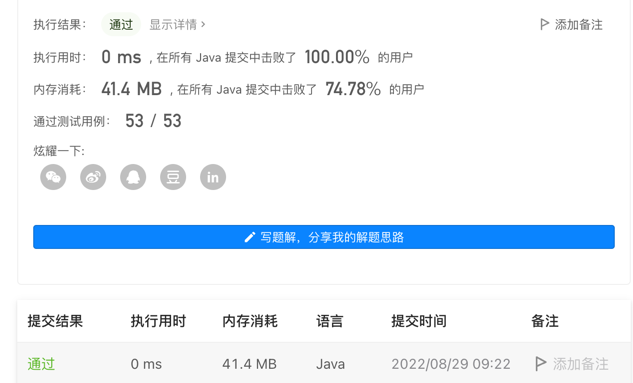 执行结果： 通过 显示详情 › 添加备注
执行用时： 0 ms ，在所有 Java 提交中击败了 100.00% 的用户
内存消耗： 41.4 MB ，在所有 Java 提交中击败了 74.78% 的用户
通过测试用例： 53 / 53
炫耀一下:
豆 in
写题解，分享我的解题思路
提交结果 执行用时 内存消耗 语言 提交时间 备注
通过 0 ms 41.4 MB Java 2022/08/29 09:22 添加备注